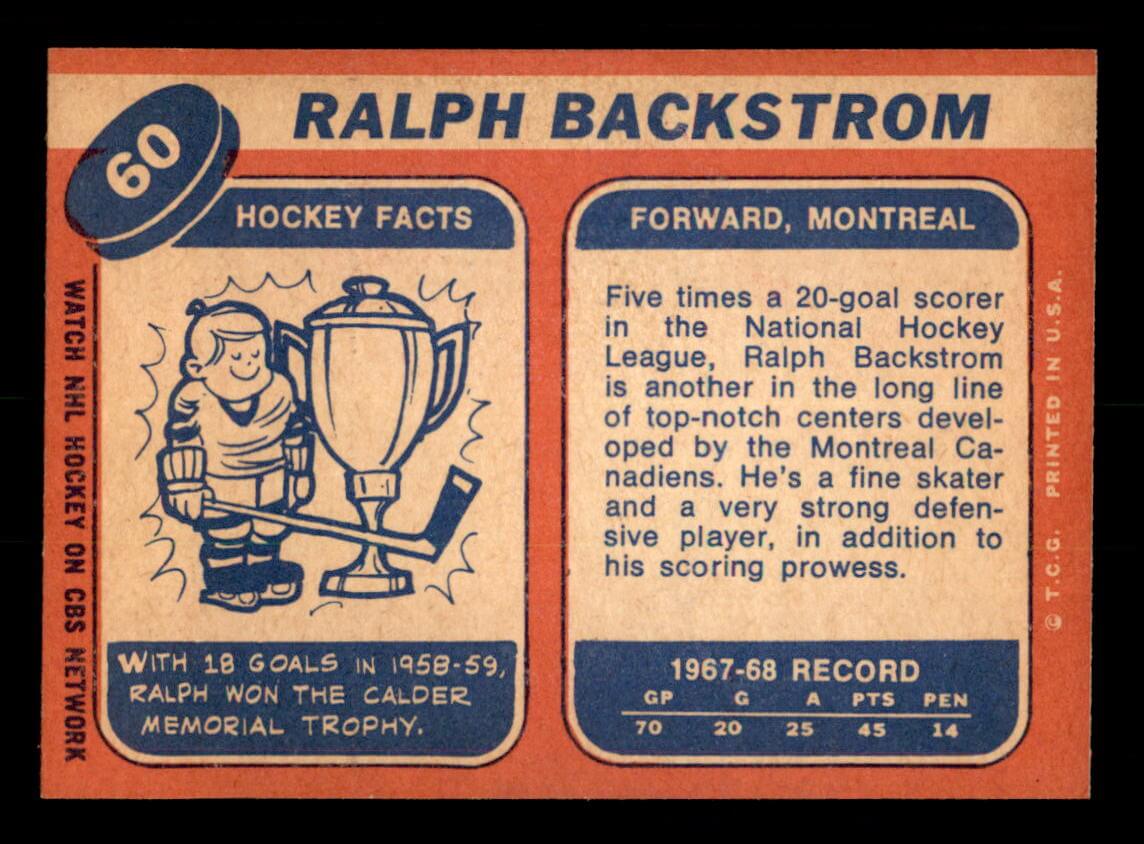 60
RALPH BACKSTROM
HOCKEY FACTS
WITH 18 GOALS IN 1958-59,
RALPH WON THE CALDER
MEMORIAL TROPHY.
FORWARD, MONTREAL
Five times a 20-goal scorer
in the National Hockey
League, Ralph Backstrom
is another in the long line
of top-notch centers devel-
oped by the Montreal Ca-
nadiens. He's a fine skater
and a very strong defen-
sive player, in addition to
his scoring prowess.
1967-68 RECORD
GP G A PTS PEN
70 20 25 45 14
WATCH NHL HOCKEY ON CBS NETWORK
© T.C.G. PRINTED IN U.S.A.